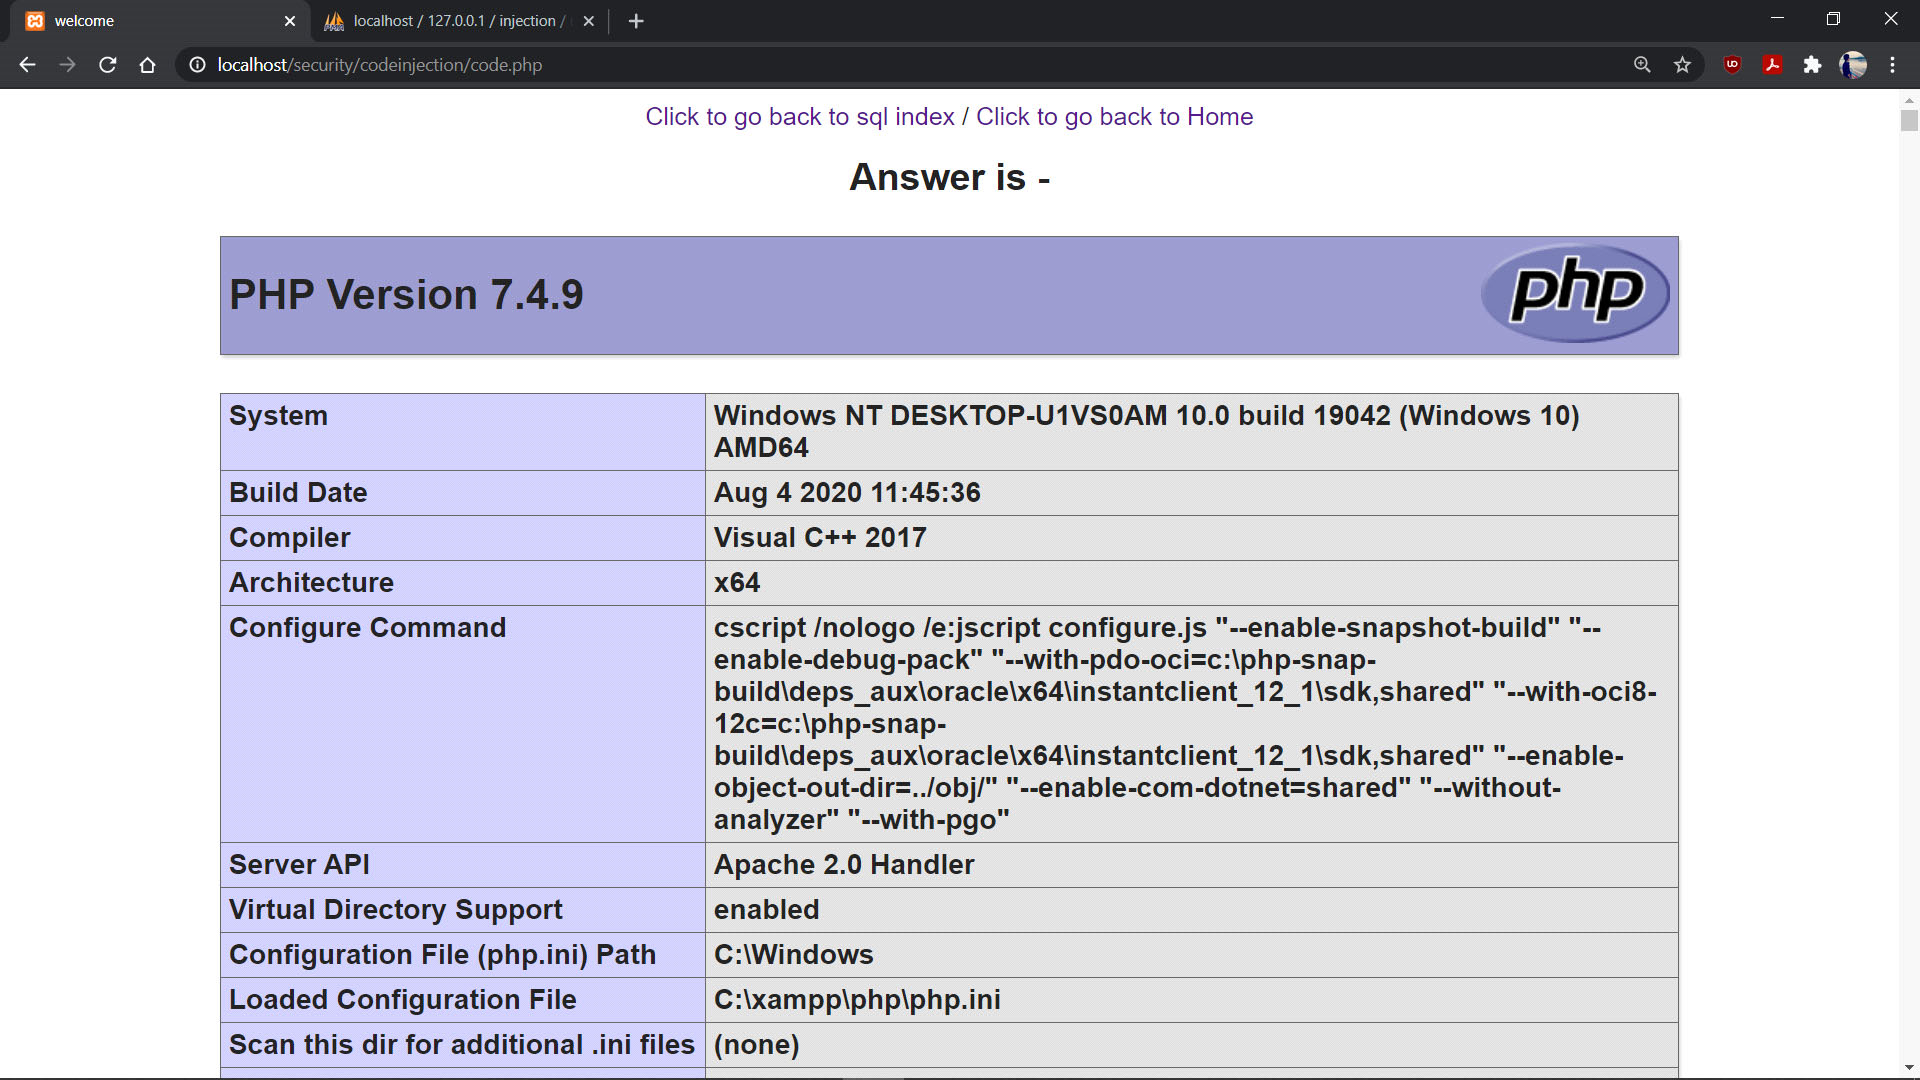 welcome
localhost / 127.0.0.1 / injection /
localhost/security/codeinjection/code.php
Click to go back to sql index / Click to go back to Home
Answer is -
PHP Version 7.4.9
php
System
Windows NT DESKTOP-U1VS0AM 10.0 build 19042 (Windows 10)
AMD64
Build Date
Aug 4 2020 11:45:36
Compiler
Visual C++ 2017
Architecture
x64
Configure Command
cscript /nologo /e:jscript configure.js "--enable-snapshot-build" "--
enable-debug-pack" "--with-pdo-oci=c:\php-snap-
build\deps_aux\oracle\x64\instantclient_12_1\sdk,shared" "--with-oci8-
12c=c:\php-snap-
build\deps_aux\oracle\x64\instantclient_12_1\sdk,shared" "--enable-
object-out-dir=../obj/" "--enable-com-dotnet=shared" "--without-
analyzer" "--with-pgo"
Server API
Apache 2.0 Handler
Virtual Directory Support
enabled
Configuration File (php.ini) Path
C:\Windows
Loaded Configuration File
C:\xampp\php\php.ini
Scan this dir for additional .ini files
(none)